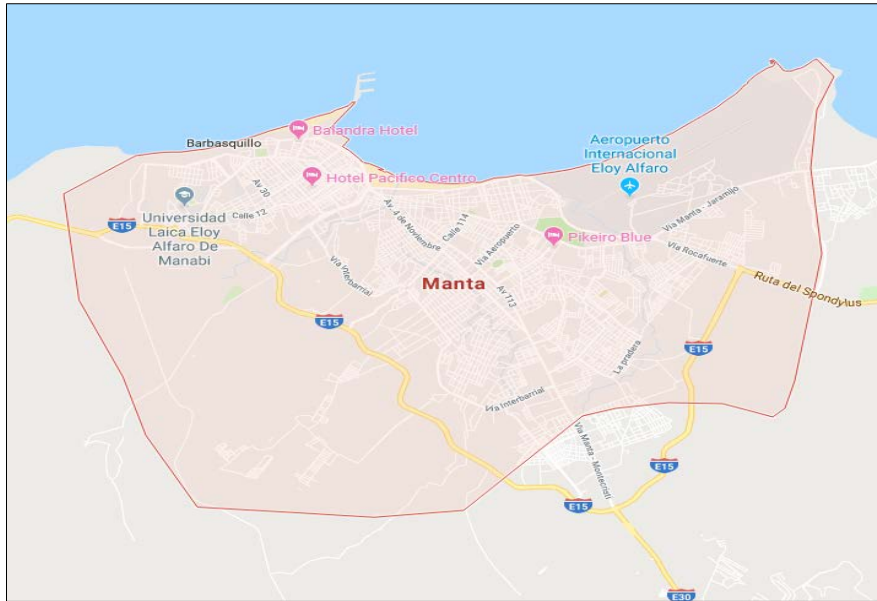 Balandra Hotel
Barbasquillo
Hotel Pacifico Centro
Aeropuerto
Internacional
Eloy Alfaro
Av 30
Calle 12
Universidad
Laica Eloy
Alfaro De
Manabi
E15
Av. 4 de Noviembre
Calle 114
Via Aeropuerto
Pikeiro Blue
Via Manta - Jaramijo
Via Rocafuerte
Ruta del Spondylus
Via Interbarrial
Manta
Av 113
E15
E15
La pradera
Via Interbarrial
Via Manta - Montecristi
E15
E15
E30